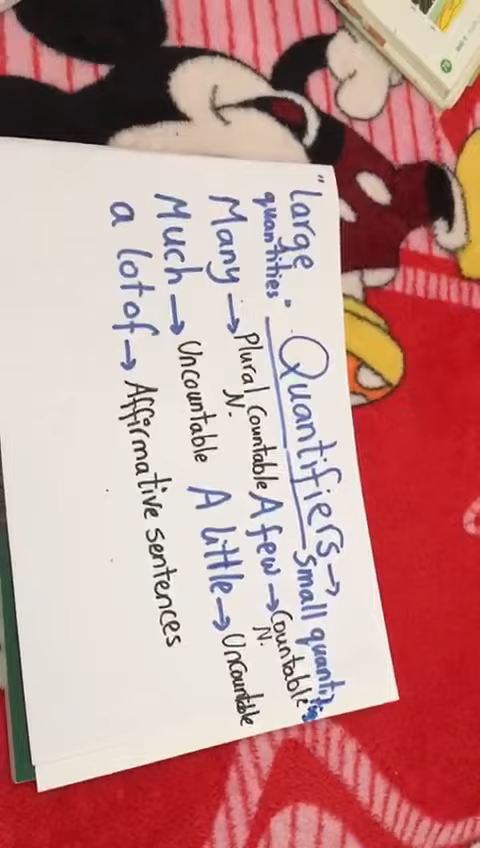 "Large
quantities"
Quantifiers →
small quantities
Many → Plural Countable
N.
A few → Countable
N.
Much → Uncountable
A little → Uncountable
a lot of → Affirmative sentences